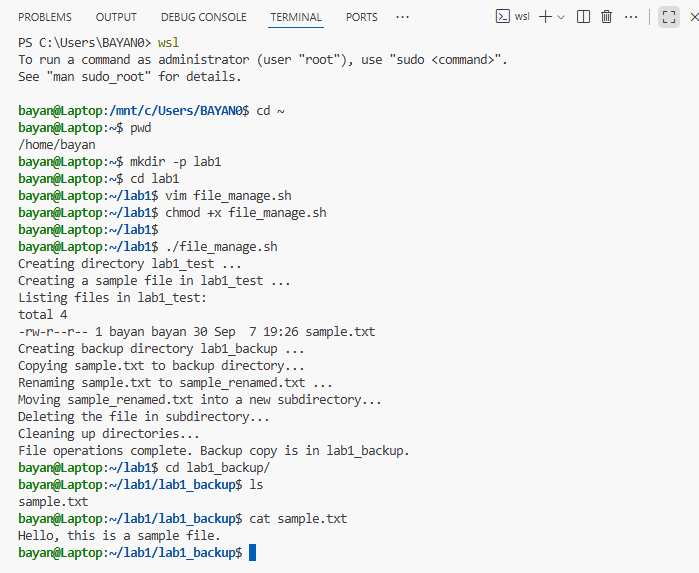 PROBLEMS OUTPUT DEBUG CONSOLE TERMINAL PORTS ··· wsl ···
PS C:\Users\BAYAN0> wsl
To run a command as administrator (user "root"), use "sudo <command>".
See "man sudo_root" for details.
bayan@Laptop:/mnt/c/Users/BAYAN0$ cd ~
bayan@Laptop:~$ pwd
/home/bayan
bayan@Laptop:~$ mkdir -p lab1
bayan@Laptop:~$ cd lab1
bayan@Laptop:~/lab1$ vim file_manage.sh
bayan@Laptop:~/lab1$ chmod +x file_manage.sh
bayan@Laptop:~/lab1$
bayan@Laptop:~/lab1$ ./file_manage.sh
Creating directory lab1_test ...
Creating a sample file in lab1_test ...
Listing files in lab1_test:
total 4
-rw-r--r-- 1 bayan bayan 30 Sep  7 19:26 sample.txt
Creating backup directory lab1_backup ...
Copying sample.txt to backup directory...
Renaming sample.txt to sample_renamed.txt ...
Moving sample_renamed.txt into a new subdirectory...
Deleting the file in subdirectory...
Cleaning up directories...
File operations complete. Backup copy is in lab1_backup.
bayan@Laptop:~/lab1$ cd lab1_backup/
bayan@Laptop:~/lab1/lab1_backup$ ls
sample.txt
bayan@Laptop:~/lab1/lab1_backup$ cat sample.txt
Hello, this is a sample file.
bayan@Laptop:~/lab1/lab1_backup$